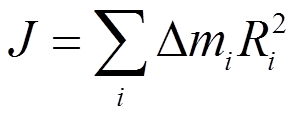 J = ∑_i Δm_i R_i^2